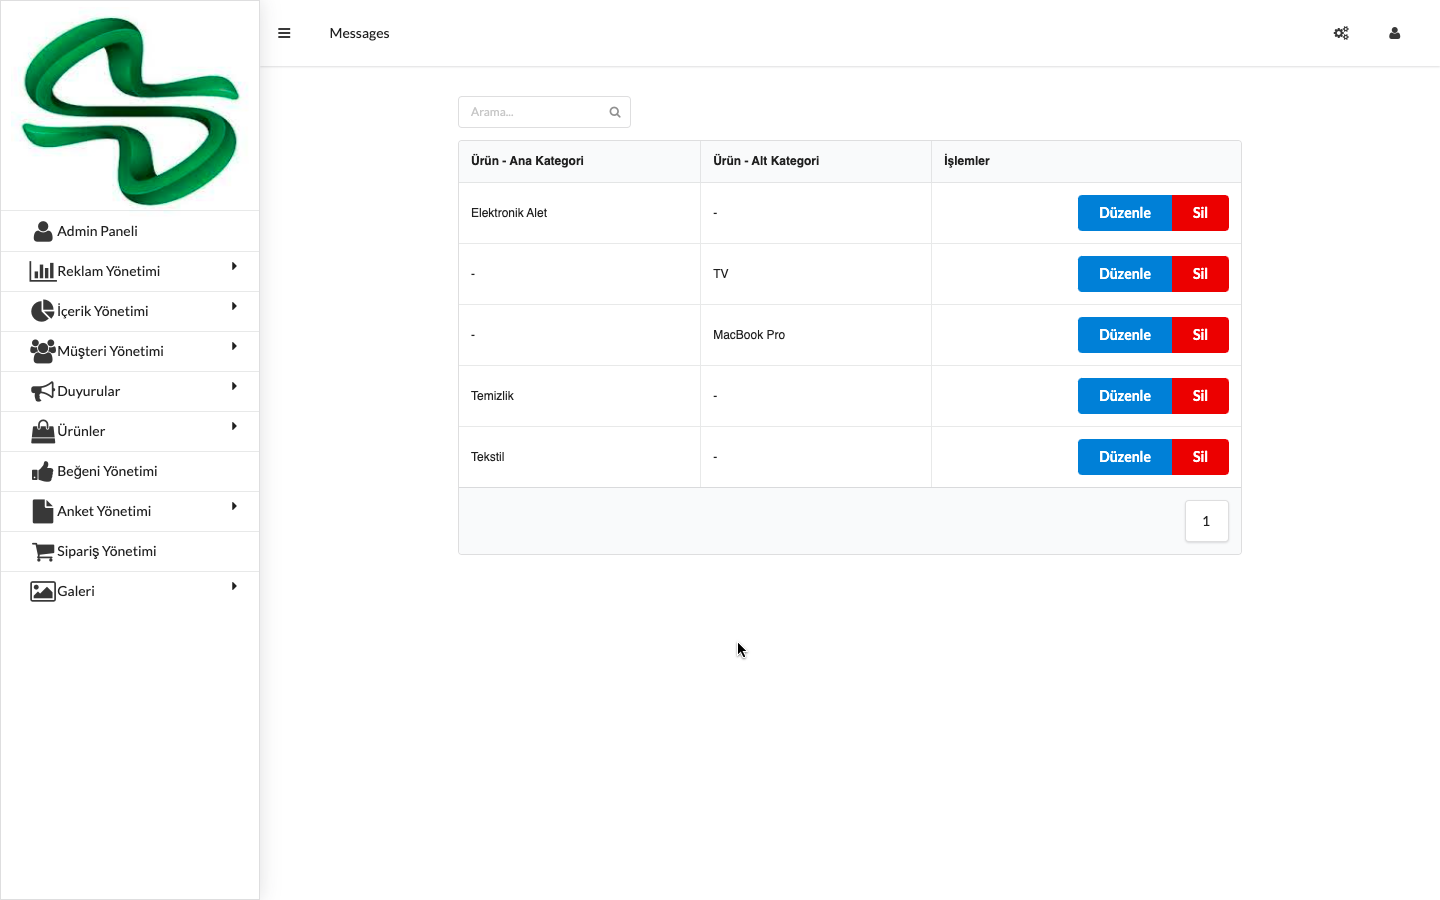 Messages
Admin Paneli
Reklam Yönetimi
İçerik Yönetimi
Müşteri Yönetimi
Duyurular
Ürünler
Beğeni Yönetimi
Anket Yönetimi
Sipariş Yönetimi
Galeri
Arama...
Ürün - Ana Kategori Ürün - Alt Kategori İşlemler
Elektronik Alet - Düzenle Sil
- TV Düzenle Sil
- MacBook Pro Düzenle Sil
Temizlik - Düzenle Sil
Tekstil - Düzenle Sil
1